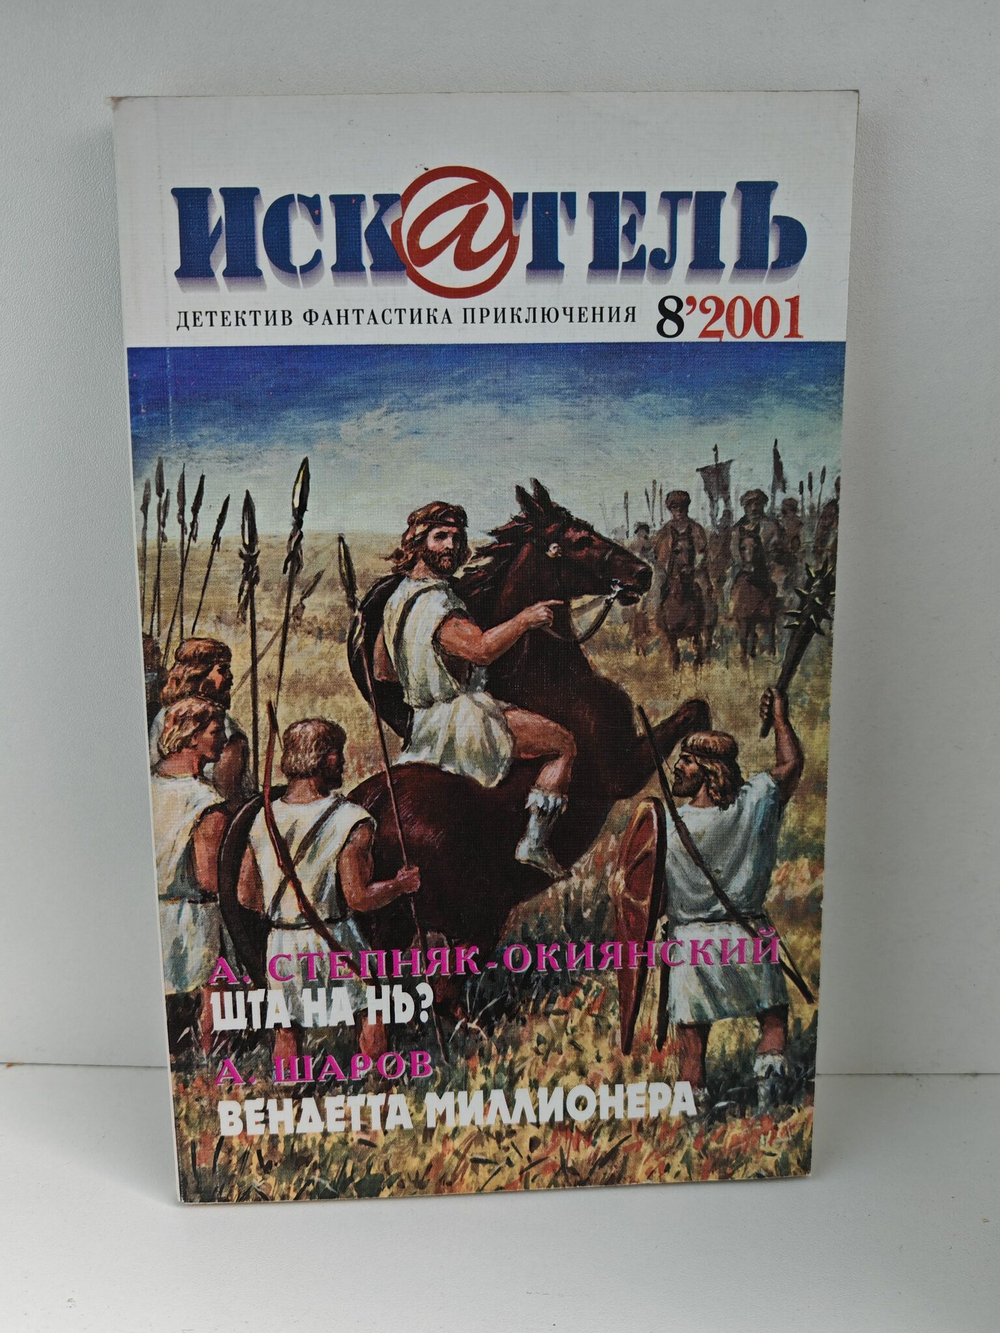 ИСК@ТЕЛЬ
ДЕТЕКТИВ ФАНТАСТИКА ПРИКЛЮЧЕНИЯ 8’2001
А. СТЕПНЯК-ОКИЯНСКИЙ
ШТА НА НЬ?
А. ШАРОВ
ВЕНДЕТТА МИЛЛИОНЕРА